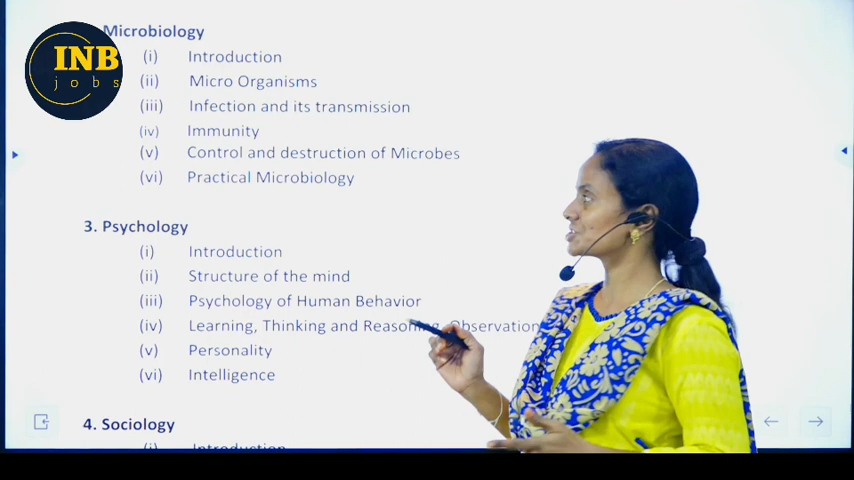 Microbiology
INB
jobs
(i) Introduction
(ii) Micro Organisms
(iii) Infection and its transmission
(iv) Immunity
(v) Control and destruction of Microbes
(vi) Practical Microbiology
3. Psychology
(i) Introduction
(ii) Structure of the mind
(iii) Psychology of Human Behavior
(iv) Learning, Thinking and Reasoning, Observation
(v) Personality
(vi) Intelligence
4. Sociology
(i) Introduction